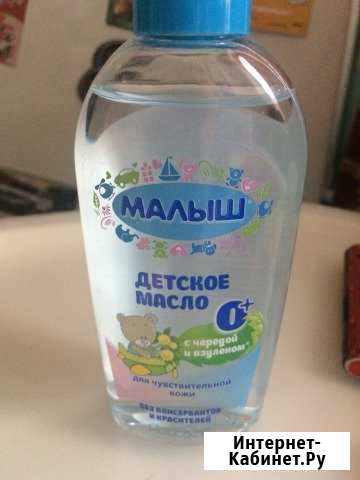 МАЛЫШ
ДЕТСКОЕ
МАСЛО
0+
с чередой
и азуленом
для чувствительной
кожи
БЕЗ КОНСЕРВАНТОВ
И КРАСИТЕЛЕЙ
Интернет-
Кабинет.Ру